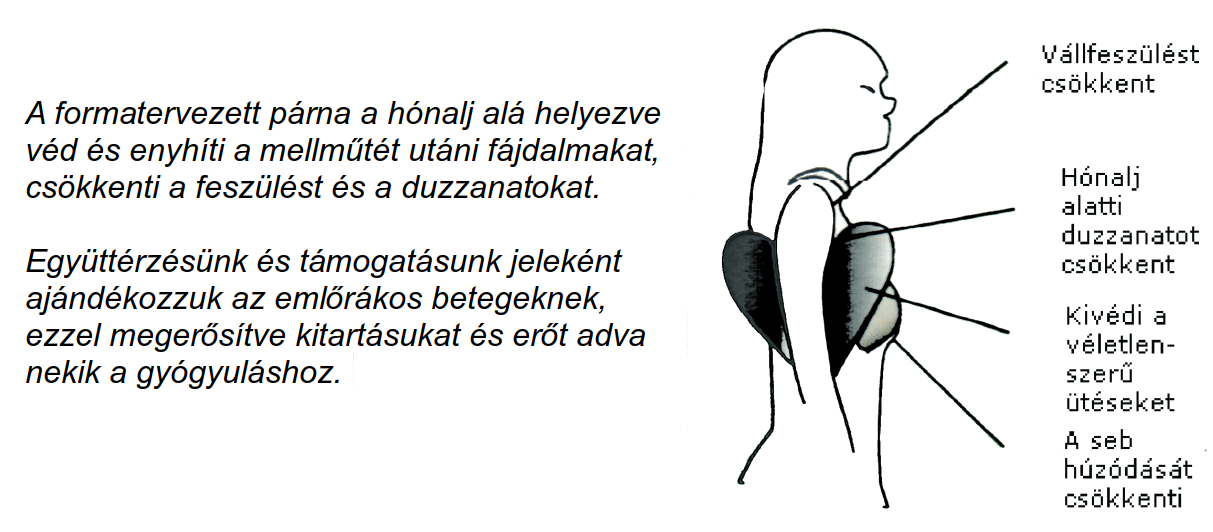 A formatervezett párna a hónalj alá helyezve
véd és enyhíti a mellműtét utáni fájdalmakat,
csökkenti a feszülést és a duzzanatokat.
Együttérzésünk és támogatásunk jeleként
ajándékozzuk az emlőrákos betegeknek,
ezzel megerősítve kitartásukat és erőt adva
nekik a gyógyuláshoz.
Vállfeszülést
csökkent
Hónalj
alatti
duzzanatot
csökkent
Kivédi a
véletlen-
szerű
ütéseket
A seb
húzódását
csökkenti